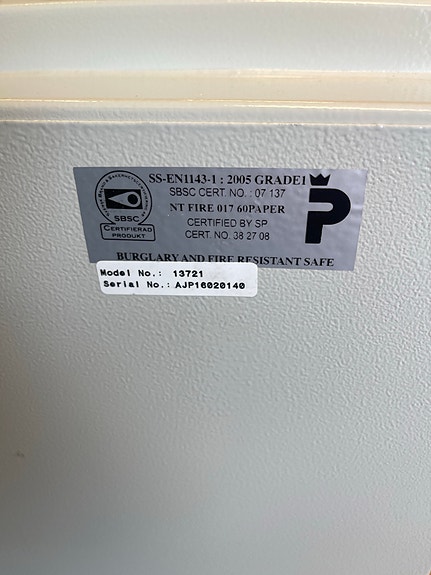 SS-EN1143-1 : 2005 GRADE1
SBSC CERT. NO. : 07 137
NT FIRE 017 60PAPER
CERTIFIED BY SP
CERT. NO. 38 27 08
BURGLARY AND FIRE RESISTANT SAFE
SBSC
CERTIFIERAD
PRODUKT
P
Model No.: 13721
Serial No.: AJP16020140